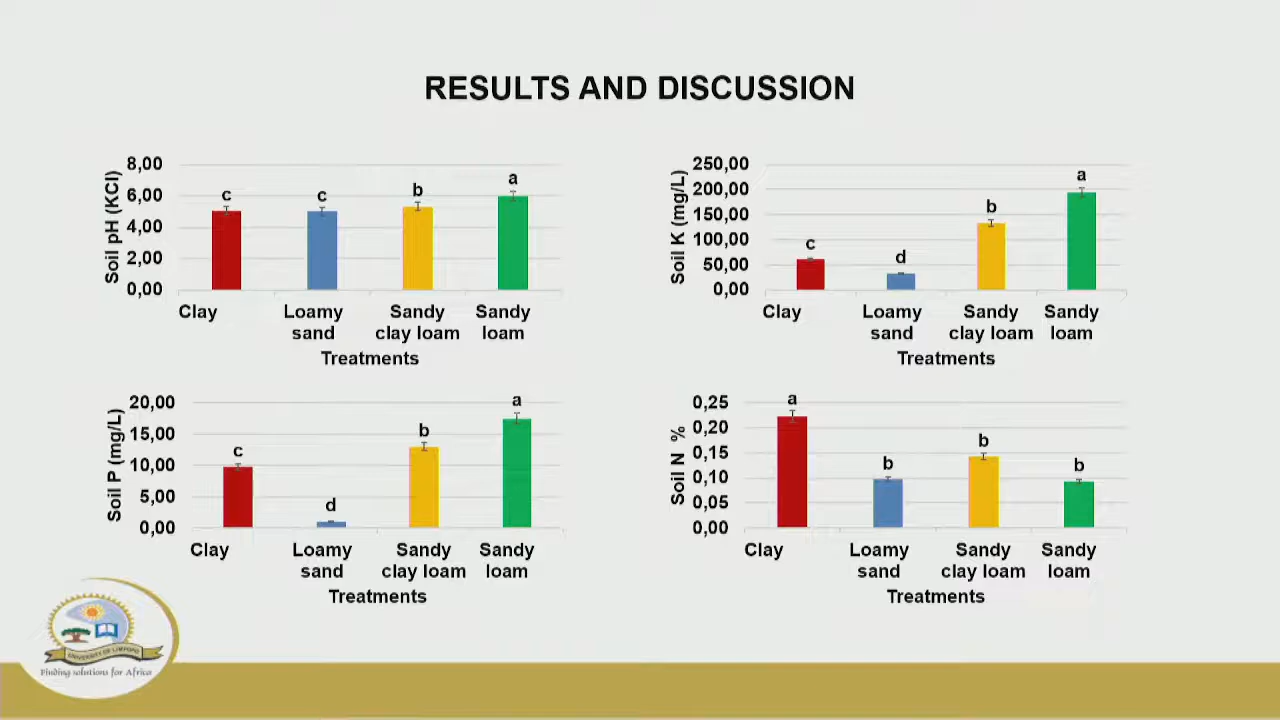 RESULTS AND DISCUSSION
Soil pH (KCl)
8,00
6,00
4,00
2,00
0,00
c
c
b
a
Clay
Loamy
sand
Sandy
clay loam
Sandy
loam
Treatments
Soil K (mg/L)
250,00
200,00
150,00
100,00
50,00
0,00
c
d
b
a
Clay
Loamy
sand
Sandy
clay loam
Sandy
loam
Treatments
Soil P (mg/L)
20,00
15,00
10,00
5,00
0,00
c
d
b
a
Clay
Loamy
sand
Sandy
clay loam
Sandy
loam
Treatments
Soil N %
0,25
0,20
0,15
0,10
0,05
0,00
a
b
b
b
Clay
Loamy
sand
Sandy
clay loam
Sandy
loam
Treatments
UNIVERSITY OF LIMPOPO
Finding solutions for Africa